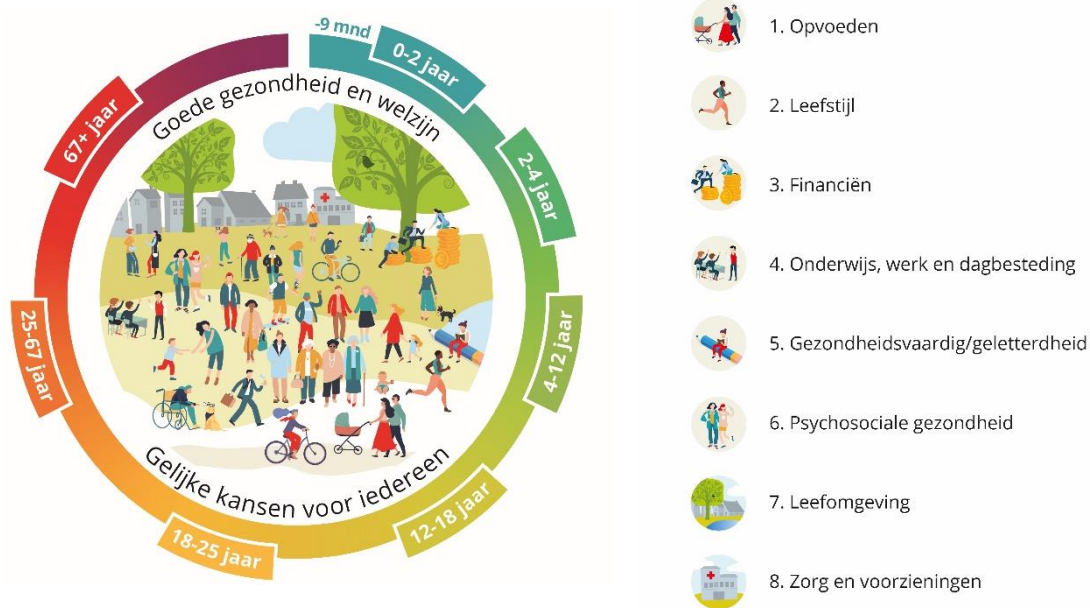 -9 mnd
0-2 jaar
2-4 jaar
4-12 jaar
12-18 jaar
18-25 jaar
25-67 jaar
67+ jaar
Goede gezondheid en welzijn
Gelijke kansen voor iedereen
1. Opvoeden
2. Leefstijl
3. Financiën
4. Onderwijs, werk en dagbesteding
5. Gezondheidsvaardig/geletterdheid
6. Psychosociale gezondheid
7. Leefomgeving
8. Zorg en voorzieningen